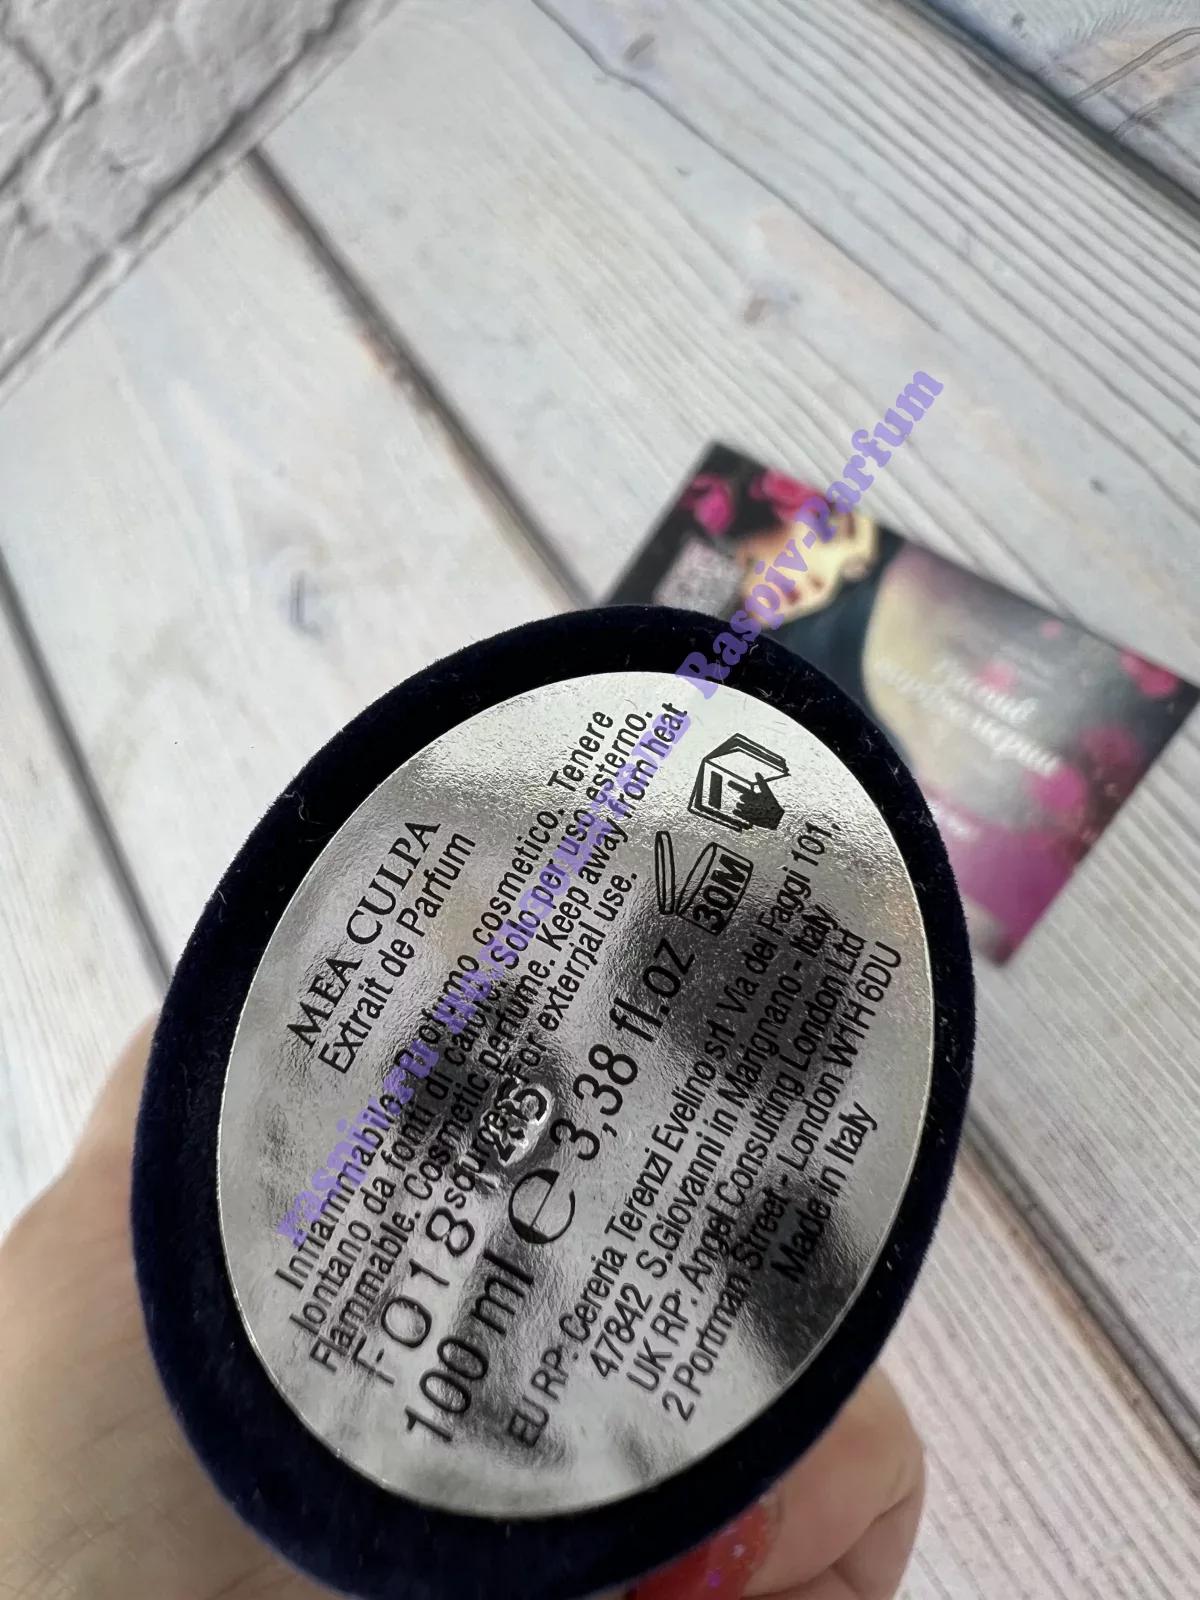 MEA CULPA
Extrait de Parfum
Infiammabile. Profumo cosmetico. Tenere
lontano da fonti di calore. Solo per uso esterno.
Flammable. Cosmetic perfume. Keep away from heat
For external use.
100 ml e 3,38 fl.oz
30M
EU RP: Cereria Terenzi Evelino srl Via dei Faggi 101,
47842 S.Giovanni in Marignano - Italy
UK RP: Angel Consulting London Ltd
2 Portman Street - London W1H 6DU
Made in Italy
Raspiv-Parfum